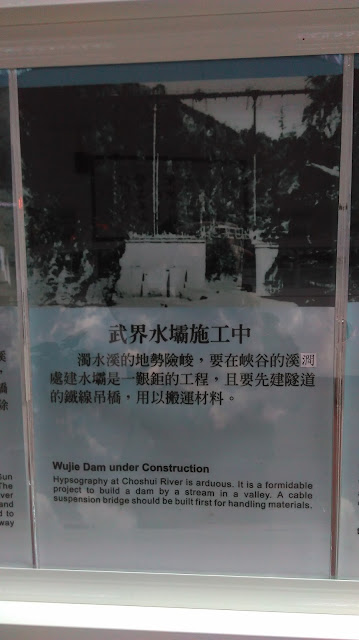 武界水壩施工中
濁水溪的地勢險峻，要在峽谷的溪澗
處建水壩是一艱鉅的工程，且要先建隧道
的鐵線吊橋，用以搬運材料。
Wujie Dam under Construction
Hypsography at Choshui River is arduous. It is a formidable
project to build a dam by a stream in a valley. A cable
suspension bridge should be built first for handling materials.